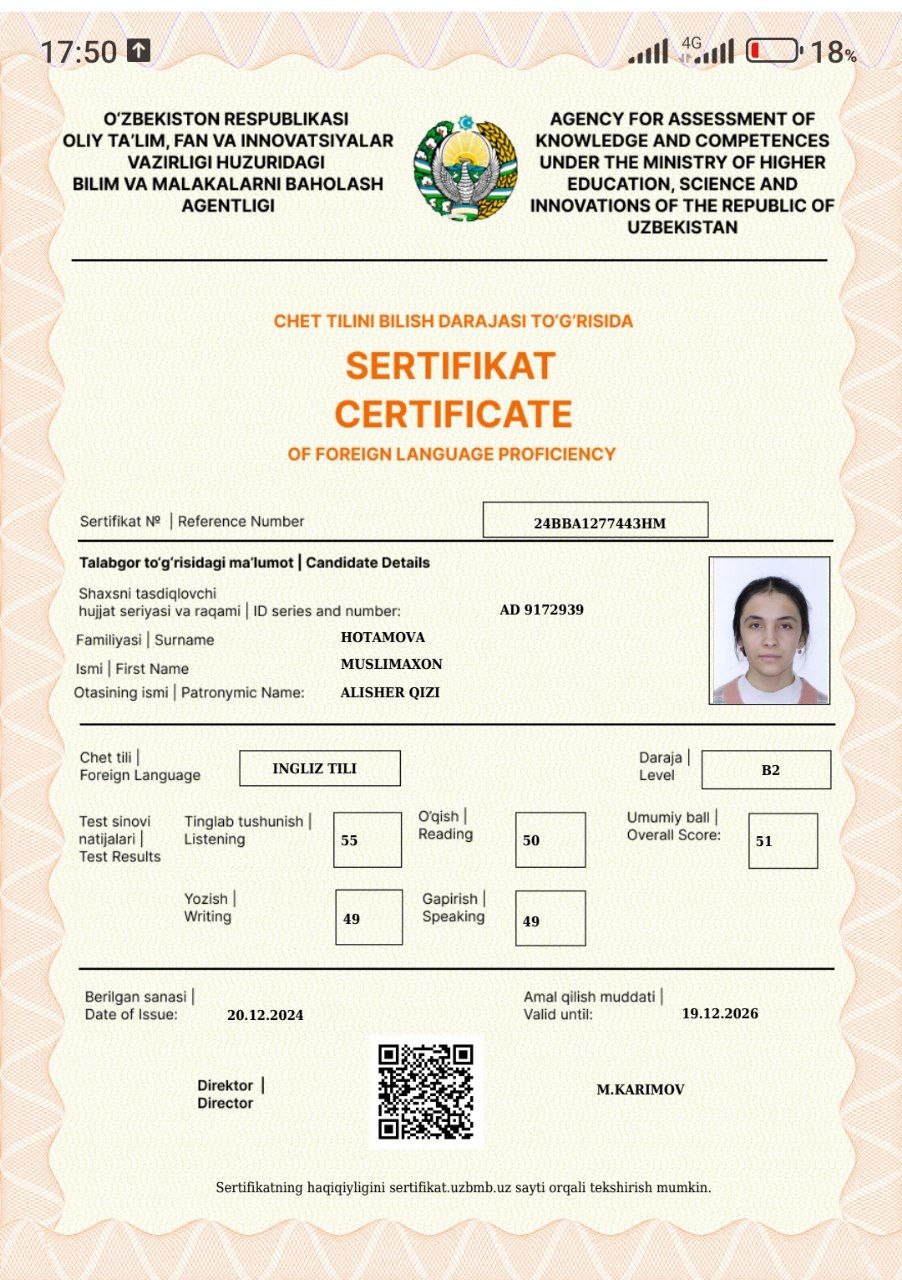 17:50 4G 18%
O‘ZBEKISTON RESPUBLIKASI
OLIY TA’LIM, FAN VA INNOVATSIYALAR
VAZIRLIGI HUZURIDAGI
BILIM VA MALAKALARNI BAHOLASH
AGENTLIGI
AGENCY FOR ASSESSMENT OF
KNOWLEDGE AND COMPETENCES
UNDER THE MINISTRY OF HIGHER
EDUCATION, SCIENCE AND
INNOVATIONS OF THE REPUBLIC OF
UZBEKISTAN
CHET TILINI BILISH DARAJASI TO‘G‘RISIDA
SERTIFIKAT
CERTIFICATE
OF FOREIGN LANGUAGE PROFICIENCY
Sertifikat № | Reference Number 24BBA1277443HM
Talabgor to‘g‘risidagi ma’lumot | Candidate Details
Shaxsni tasdiqlovchi
hujjat seriyasi va raqami | ID series and number: AD 9172939
Familiyasi | Surname HOTAMOVA
Ismi | First Name MUSLIMAXON
Otasining ismi | Patronymic Name: ALISHER QIZI
Chet tili |
Foreign Language
INGLIZ TILI
Daraja |
Level
B2
Test sinovi
natijalari |
Test Results
Tinglab tushunish |
Listening
55
O‘qish |
Reading
50
Umumiy ball |
Overall Score:
51
Yozish |
Writing
49
Gapirish |
Speaking
49
Berilgan sanasi |
Date of Issue: 20.12.2024
Amal qilish muddati |
Valid until: 19.12.2026
Direktor |
Director
M.KARIMOV
Sertifikatning haqiqiyligini sertifikat.uzbmb.uz sayti orqali tekshirish mumkin.